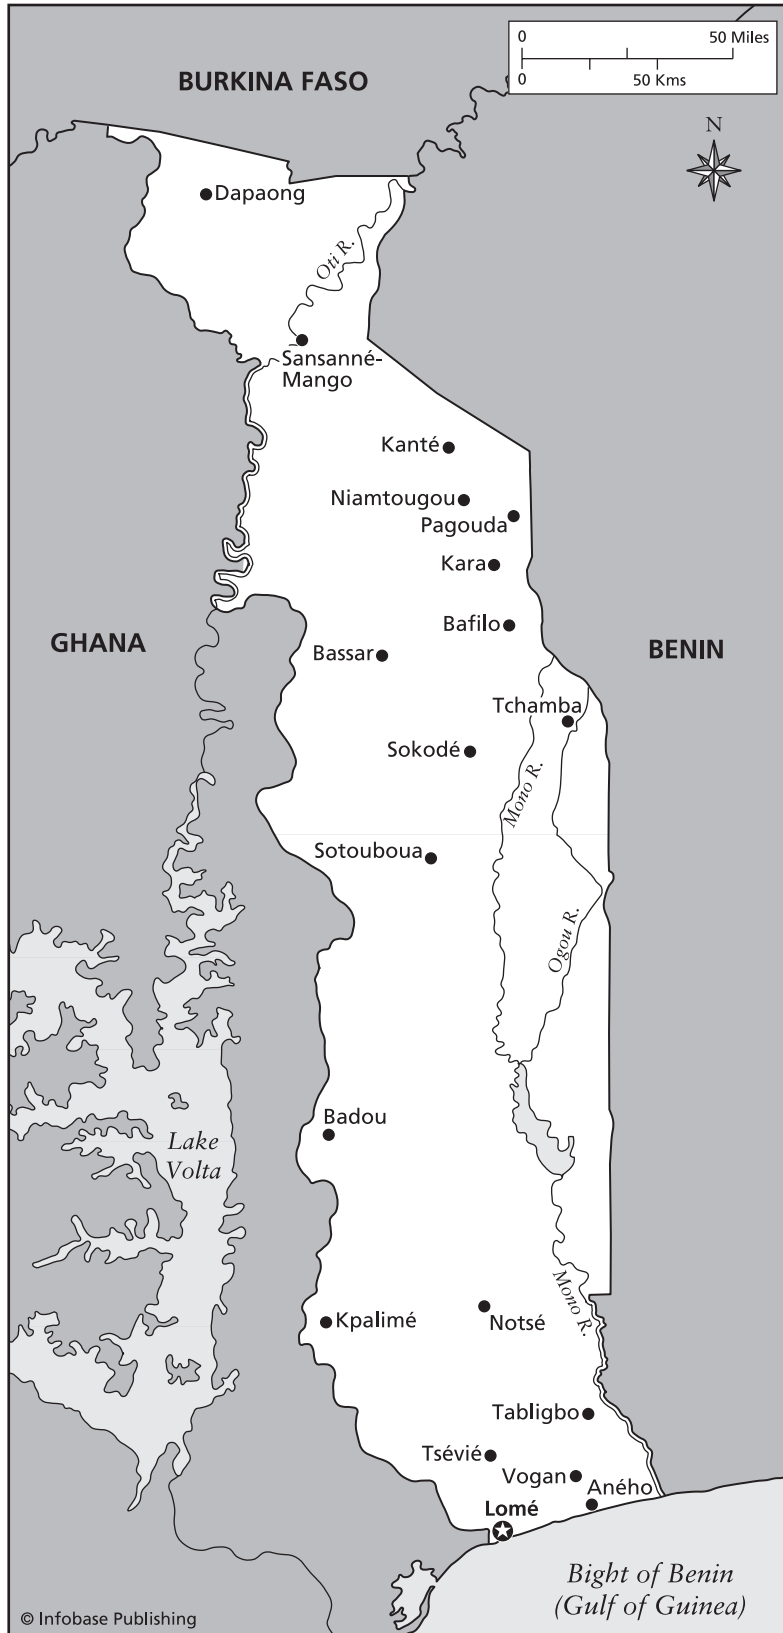 0 50 Miles
0 50 Kms
BURKINA FASO
N
Dapaong
Oti R.
Sansanné-
Mango
Kanté
Niamtougou
Pagouda
Kara
Bafilo
GHANA
Bassar
BENIN
Tchamba
Sokodé
Mono R.
Sotouboua
Ogou R.
Badou
Lake
Volta
Mono R.
Kpalimé
Notsé
Tabligbo
Tsévié
Vogan
Aného
Lomé
Bight of Benin
(Gulf of Guinea)
© Infobase Publishing